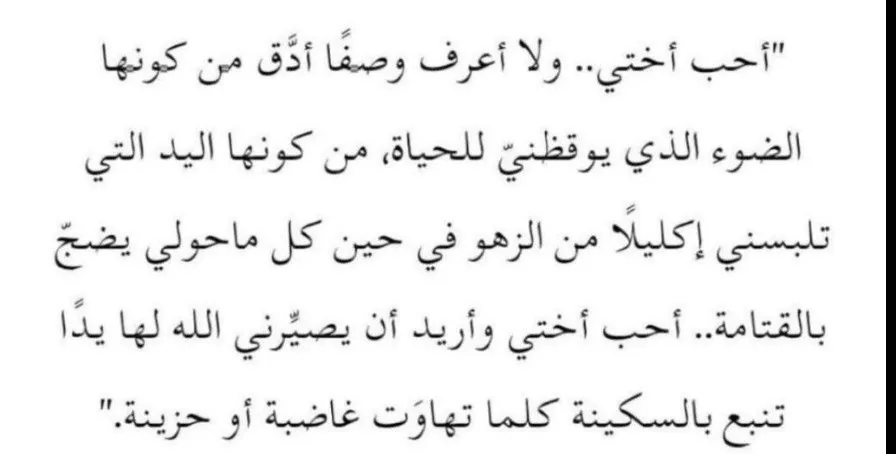 "أحب أختي.. ولا أعرف وصفًا أدَّق من كونها
الضوء الذي يوقظنيّ للحياة، من كونها اليد التي
تلبسني إكليلًا من الزهو في حين كل ماحولي يضجّ
بالقتامة.. أحب أختي وأريد أن يصيِّرني الله لها يدًا
تنبع بالسكينة كلما تهاوَت غاضبة أو حزينة."